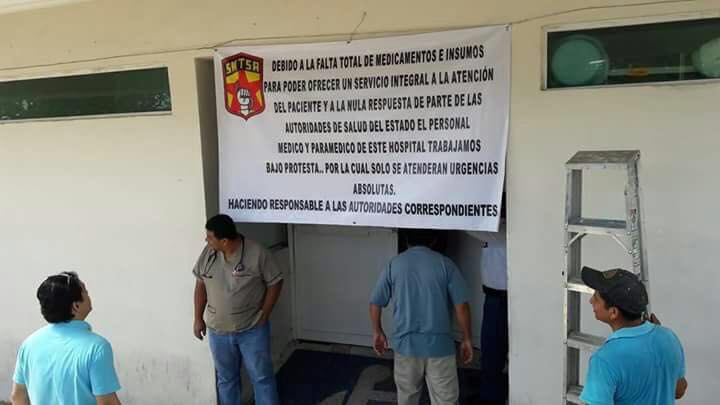 SNTSA
DEBIDO A LA FALTA TOTAL DE MEDICAMENTOS E INSUMOS
PARA PODER OFRECER UN SERVICIO INTEGRAL A LA ATENCIÓN
DEL PACIENTE Y A LA NULA RESPUESTA DE PARTE DE LAS
AUTORIDADES DE SALUD DEL ESTADO EL PERSONAL
MEDICO Y PARAMEDICO DE ESTE HOSPITAL TRABAJAMOS
BAJO PROTESTA.. POR LA CUAL SOLO SE ATENDERAN URGENCIAS
ABSOLUTAS.
HACIENDO RESPONSABLE A LAS AUTORIDADES CORRESPONDIENTES